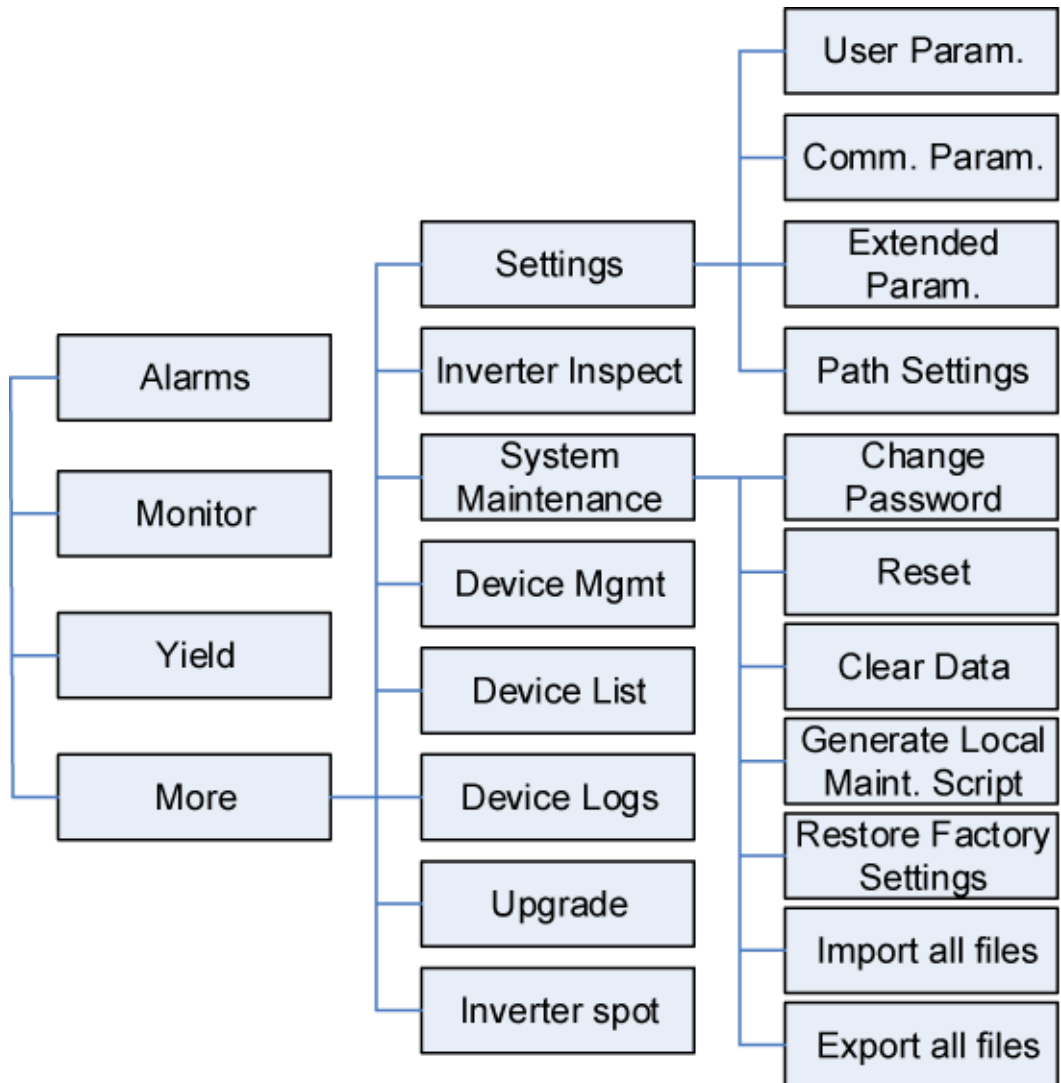 Alarms
Monitor
Yield
More
Settings
Inverter Inspect
System
Maintenance
Device Mgmt
Device List
Device Logs
Upgrade
Inverter spot
User Param.
Comm. Param.
Extended
Param.
Path Settings
Change
Password
Reset
Clear Data
Generate Local
Maint. Script
Restore Factory
Settings
Import all files
Export all files